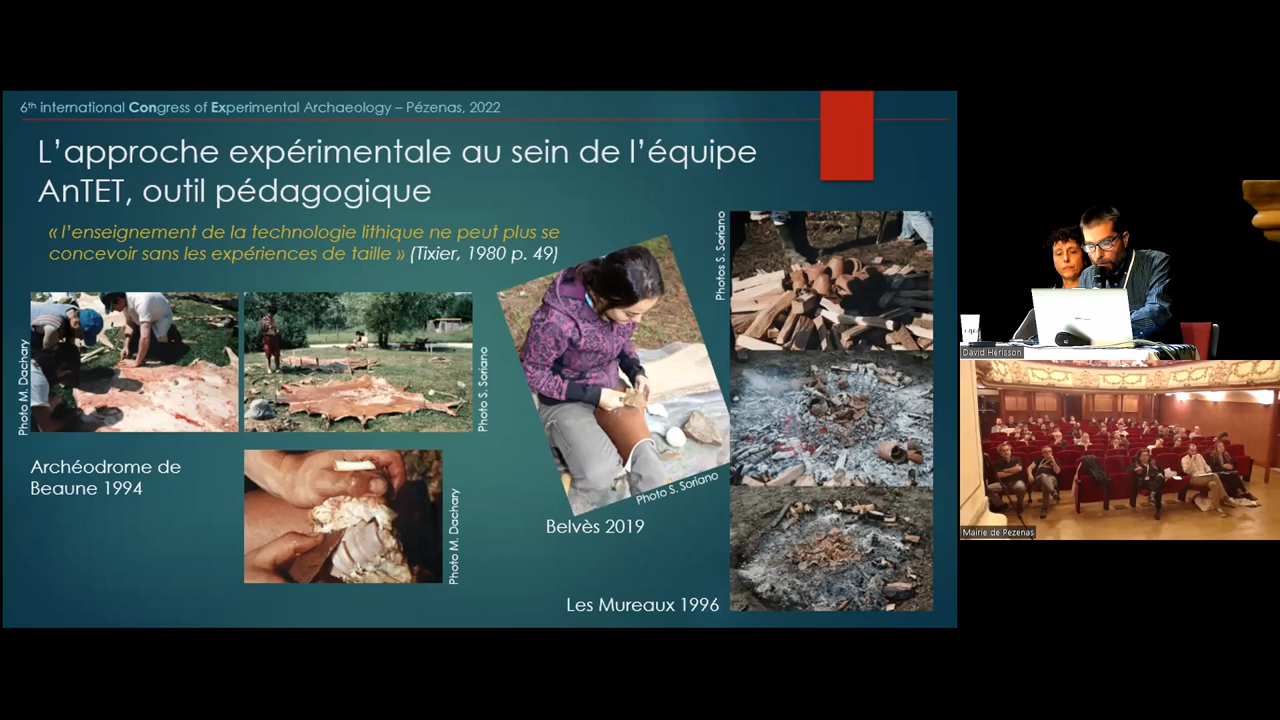 6th international Congress of Experimental Archaeology – Pézenas, 2022
L'approche expérimentale au sein de l'équipe
AnTET, outil pédagogique
« l'enseignement de la technologie lithique ne peut plus se
concevoir sans les expériences de taille » (Tixier, 1980 p. 49)
Photo M. Dachary
Photo S. Soriano
Photos S. Soriano
Archéodrome de
Beaune 1994
Photo M. Dachary
Photo S. Soriano
Belvès 2019
Les Mureaux 1996
David Hérisson
Mairie de Pezenas